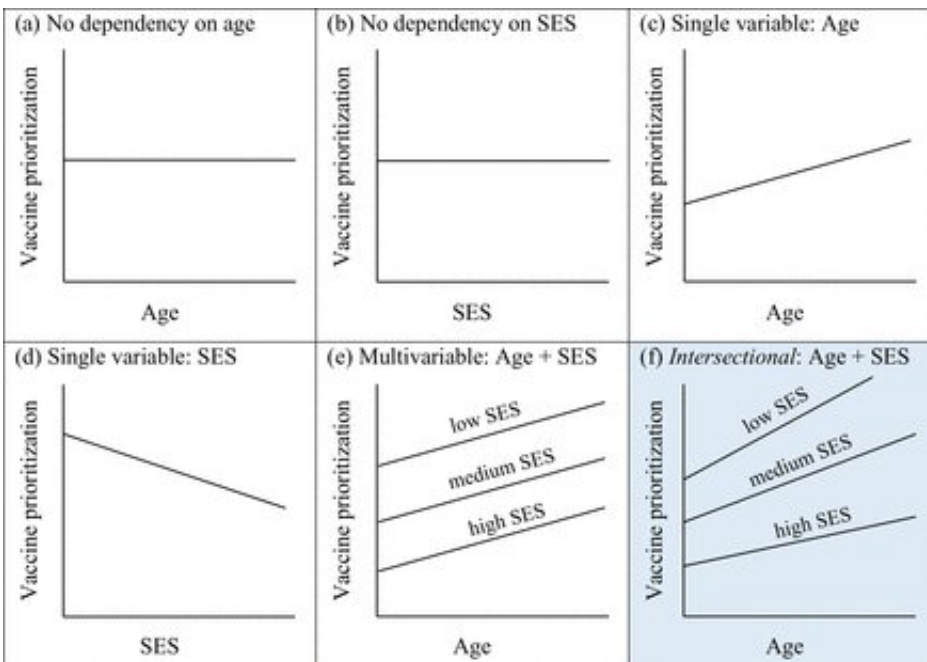 (a) No dependency on age
Vaccine prioritization
Age
(b) No dependency on SES
Vaccine prioritization
SES
(c) Single variable: Age
Vaccine prioritization
Age
(d) Single variable: SES
Vaccine prioritization
SES
(e) Multivariable: Age + SES
Vaccine prioritization
low SES
medium SES
high SES
Age
(f) Intersectional: Age + SES
Vaccine prioritization
low SES
medium SES
high SES
Age